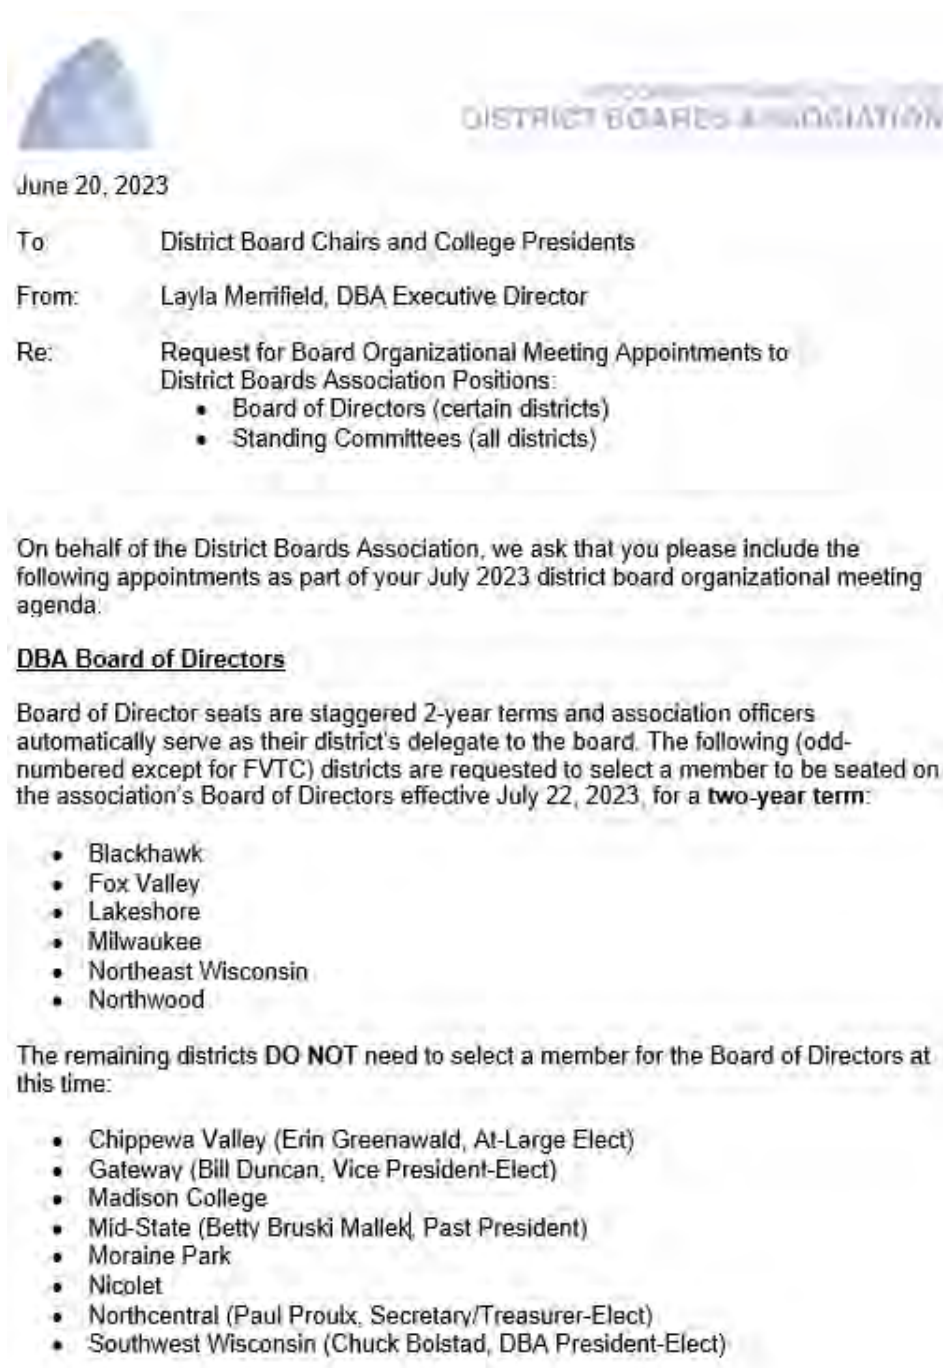 DISTRICT BOARDS ASSOCIATION
June 20, 2023
To District Board Chairs and College Presidents
From: Layla Merrifield, DBA Executive Director
Re: Request for Board Organizational Meeting Appointments to
District Boards Association Positions:
• Board of Directors (certain districts)
• Standing Committees (all districts)
On behalf of the District Boards Association, we ask that you please include the
following appointments as part of your July 2023 district board organizational meeting
agenda:
DBA Board of Directors
Board of Director seats are staggered 2-year terms and association officers
automatically serve as their district's delegate to the board. The following (odd-
numbered except for FVTC) districts are requested to select a member to be seated on
the association's Board of Directors effective July 22, 2023, for a two-year term:
• Blackhawk
• Fox Valley
• Lakeshore
• Milwaukee
• Northeast Wisconsin
• Northwood
The remaining districts DO NOT need to select a member for the Board of Directors at
this time:
• Chippewa Valley (Erin Greenawald, At-Large Elect)
• Gateway (Bill Duncan, Vice President-Elect)
• Madison College
• Mid-State (Betty Bruski Mallek, Past President)
• Moraine Park
• Nicolet
• Northcentral (Paul Proulx, Secretary/Treasurer-Elect)
• Southwest Wisconsin (Chuck Bolstad, DBA President-Elect)